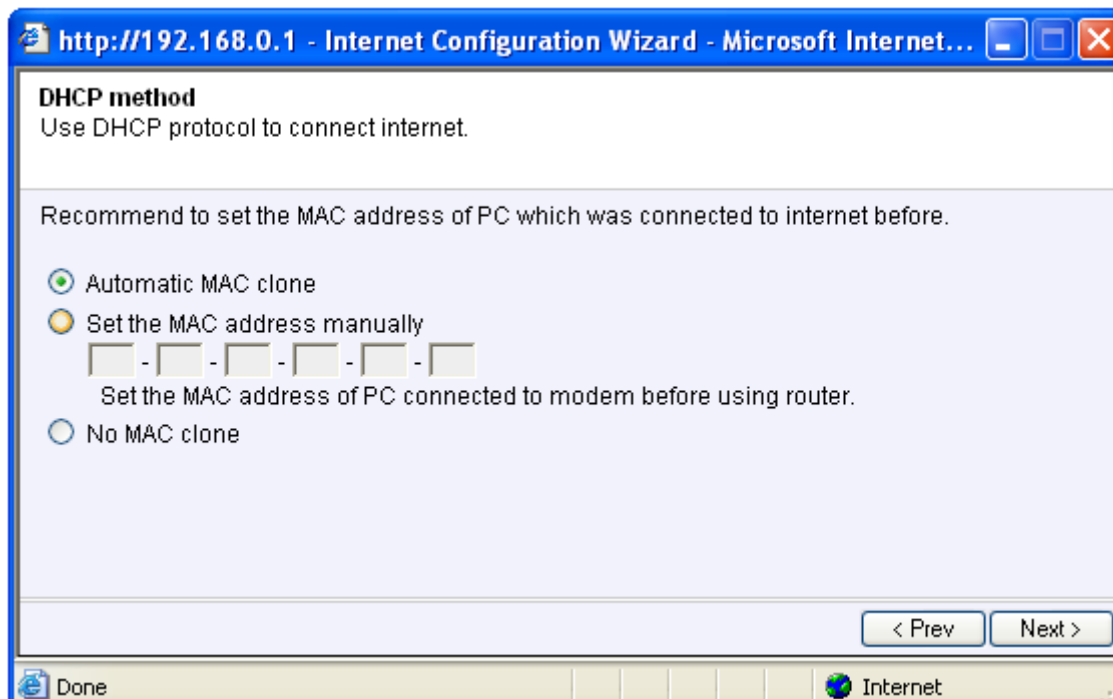 http://192.168.0.1 - Internet Configuration Wizard - Microsoft Internet...
DHCP method
Use DHCP protocol to connect internet.
Recommend to set the MAC address of PC which was connected to internet before.
Automatic MAC clone
Set the MAC address manually
- - - - -
Set the MAC address of PC connected to modem before using router.
No MAC clone
< Prev Next >
Done Internet